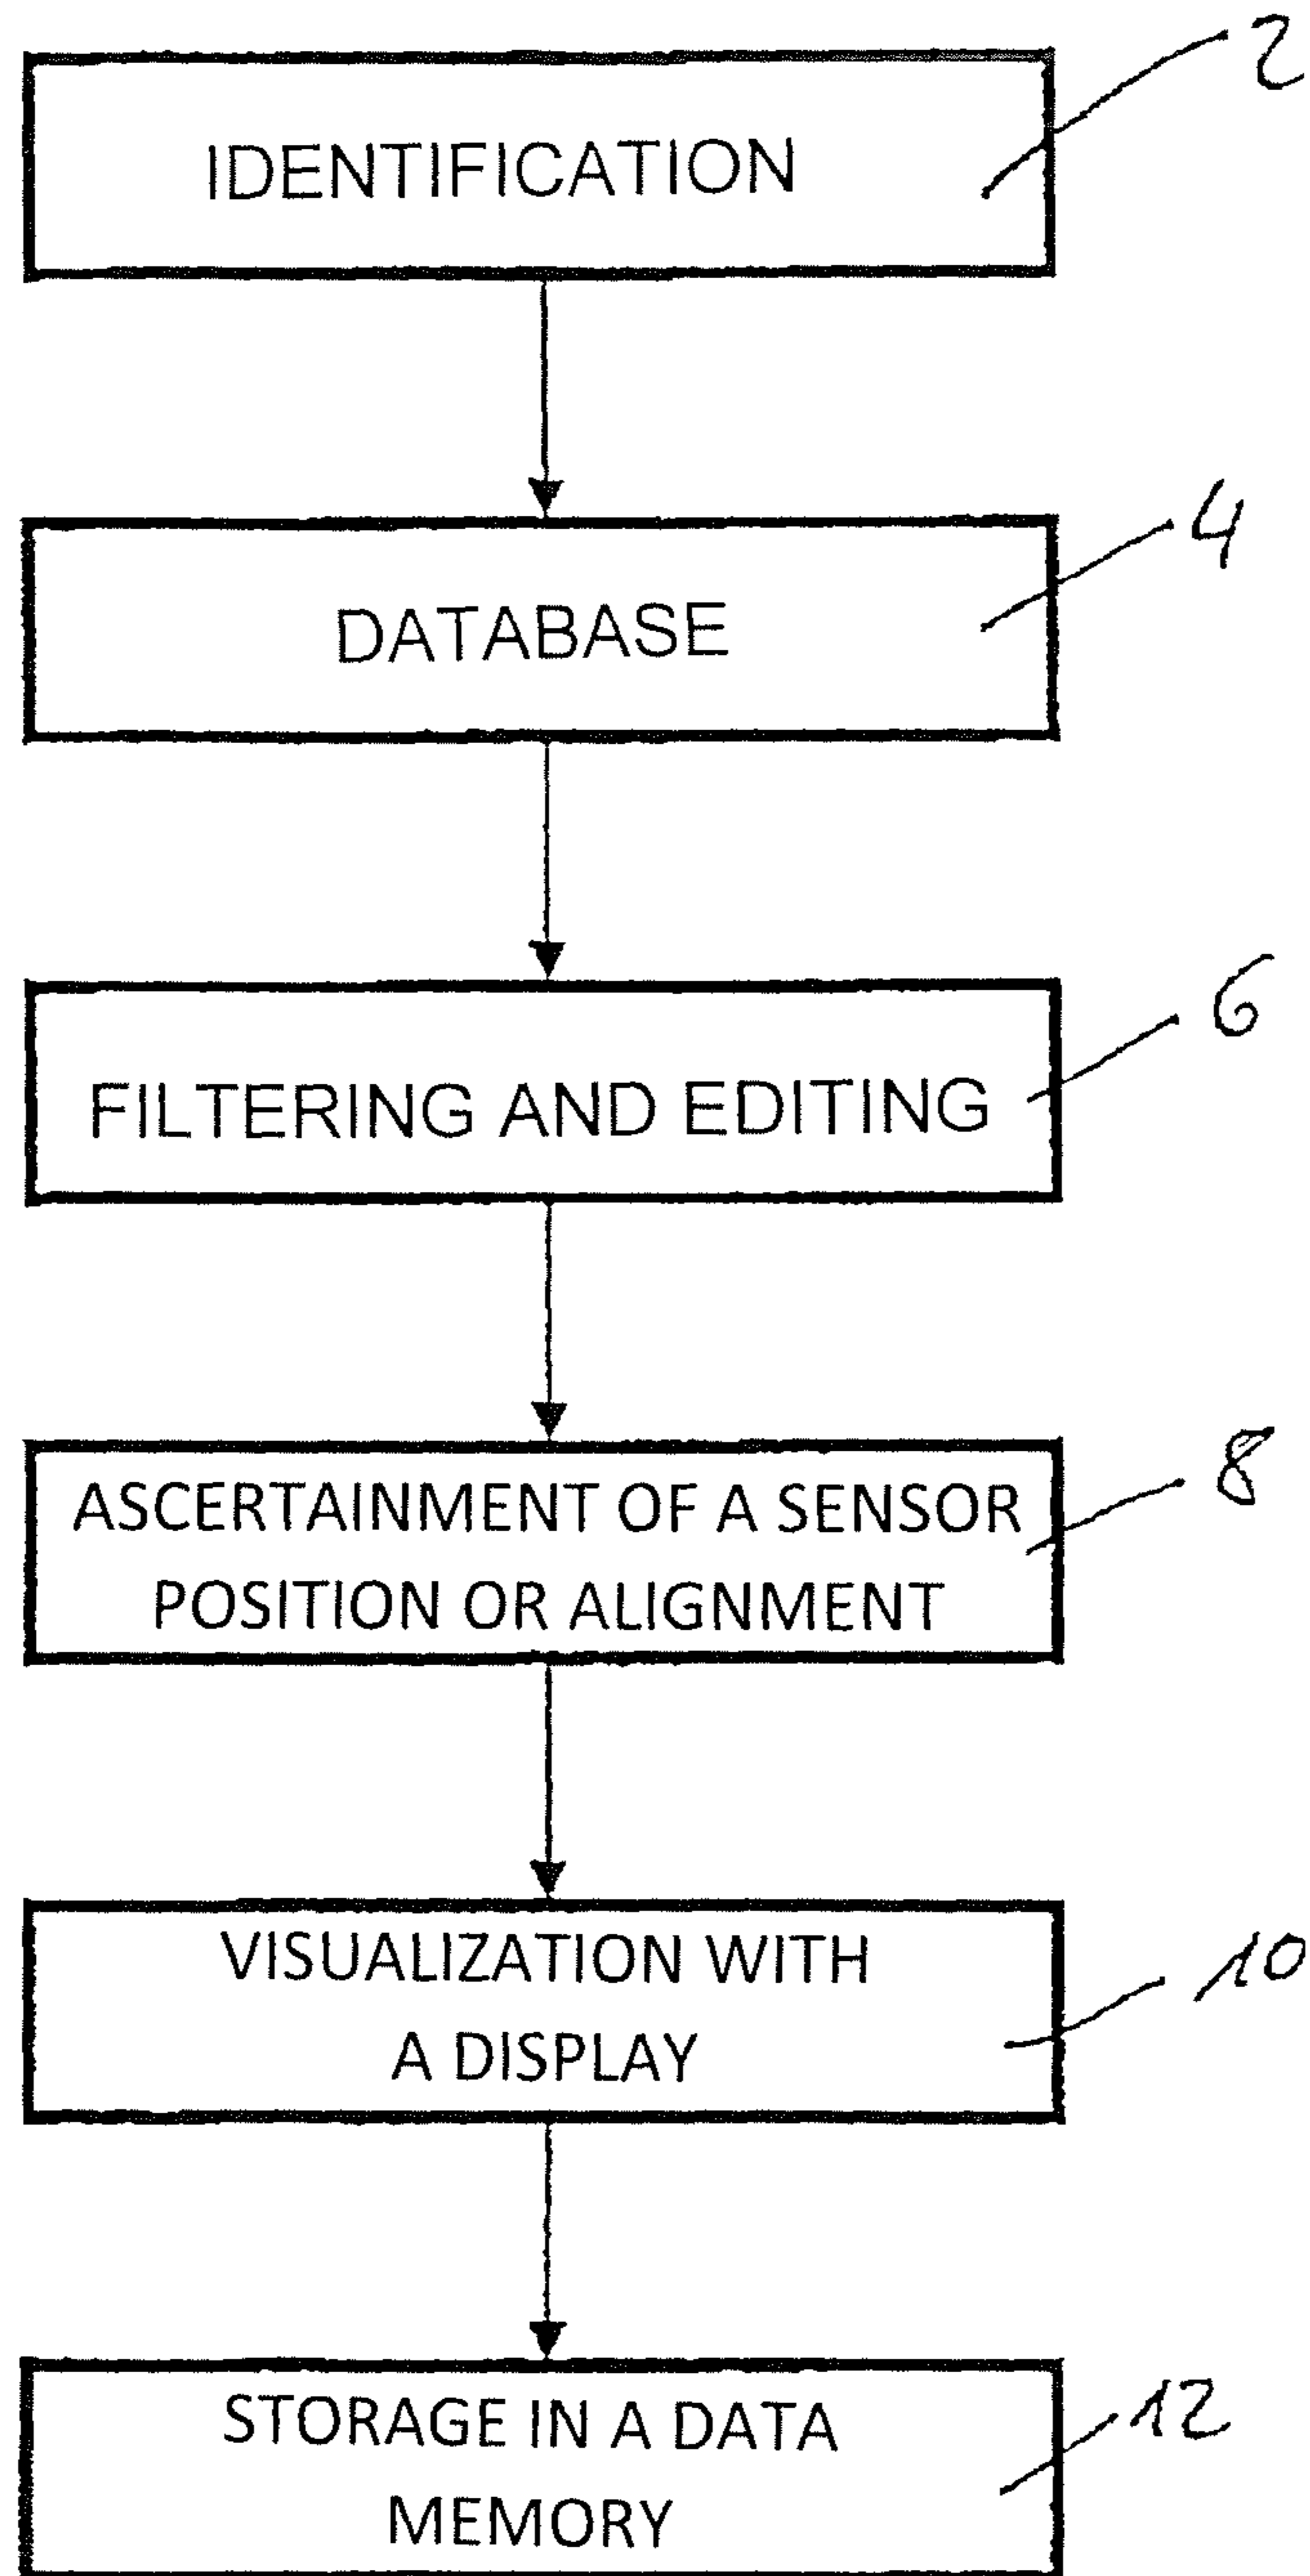 2
IDENTIFICATION
4
DATABASE
6
FILTERING AND EDITING
8
ASCERTAINMENT OF A SENSOR
POSITION OR ALIGNMENT
10
VISUALIZATION WITH
A DISPLAY
12
STORAGE IN A DATA
MEMORY